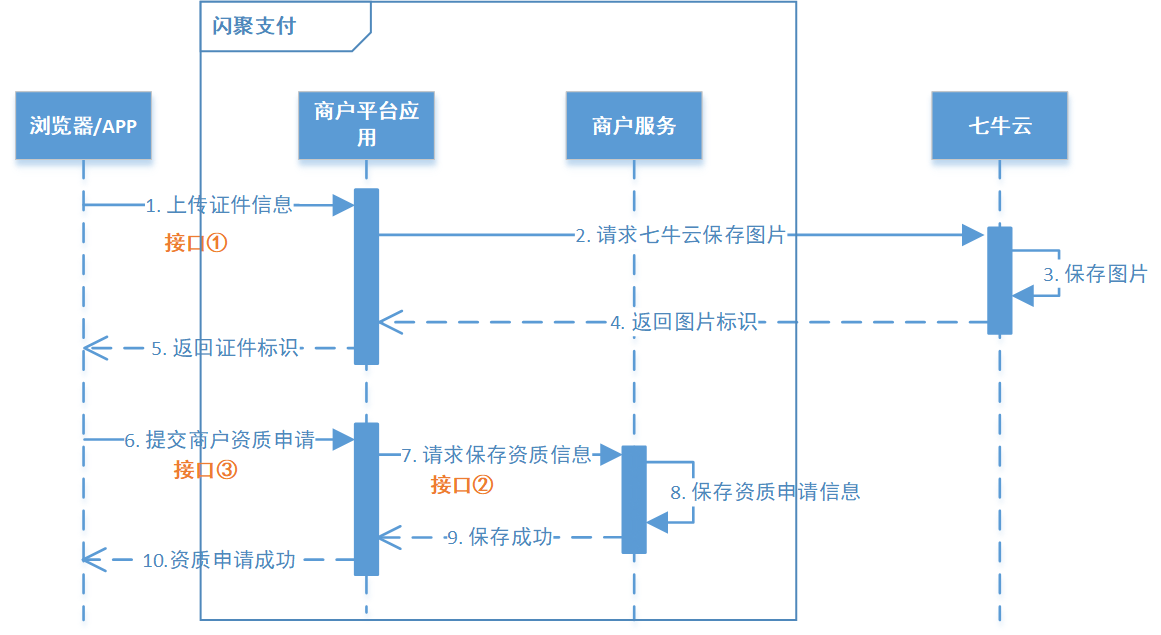 闪聚支付
浏览器/APP
商户平台应
用
商户服务
七牛云
1. 上传证件信息
接口①
2. 请求七牛云保存图片
3. 保存图片
4. 返回图片标识
5. 返回证件标识
6. 提交商户资质申请
接口③
7. 请求保存资质信息
接口②
8. 保存资质申请信息
9. 保存成功
10.资质申请成功